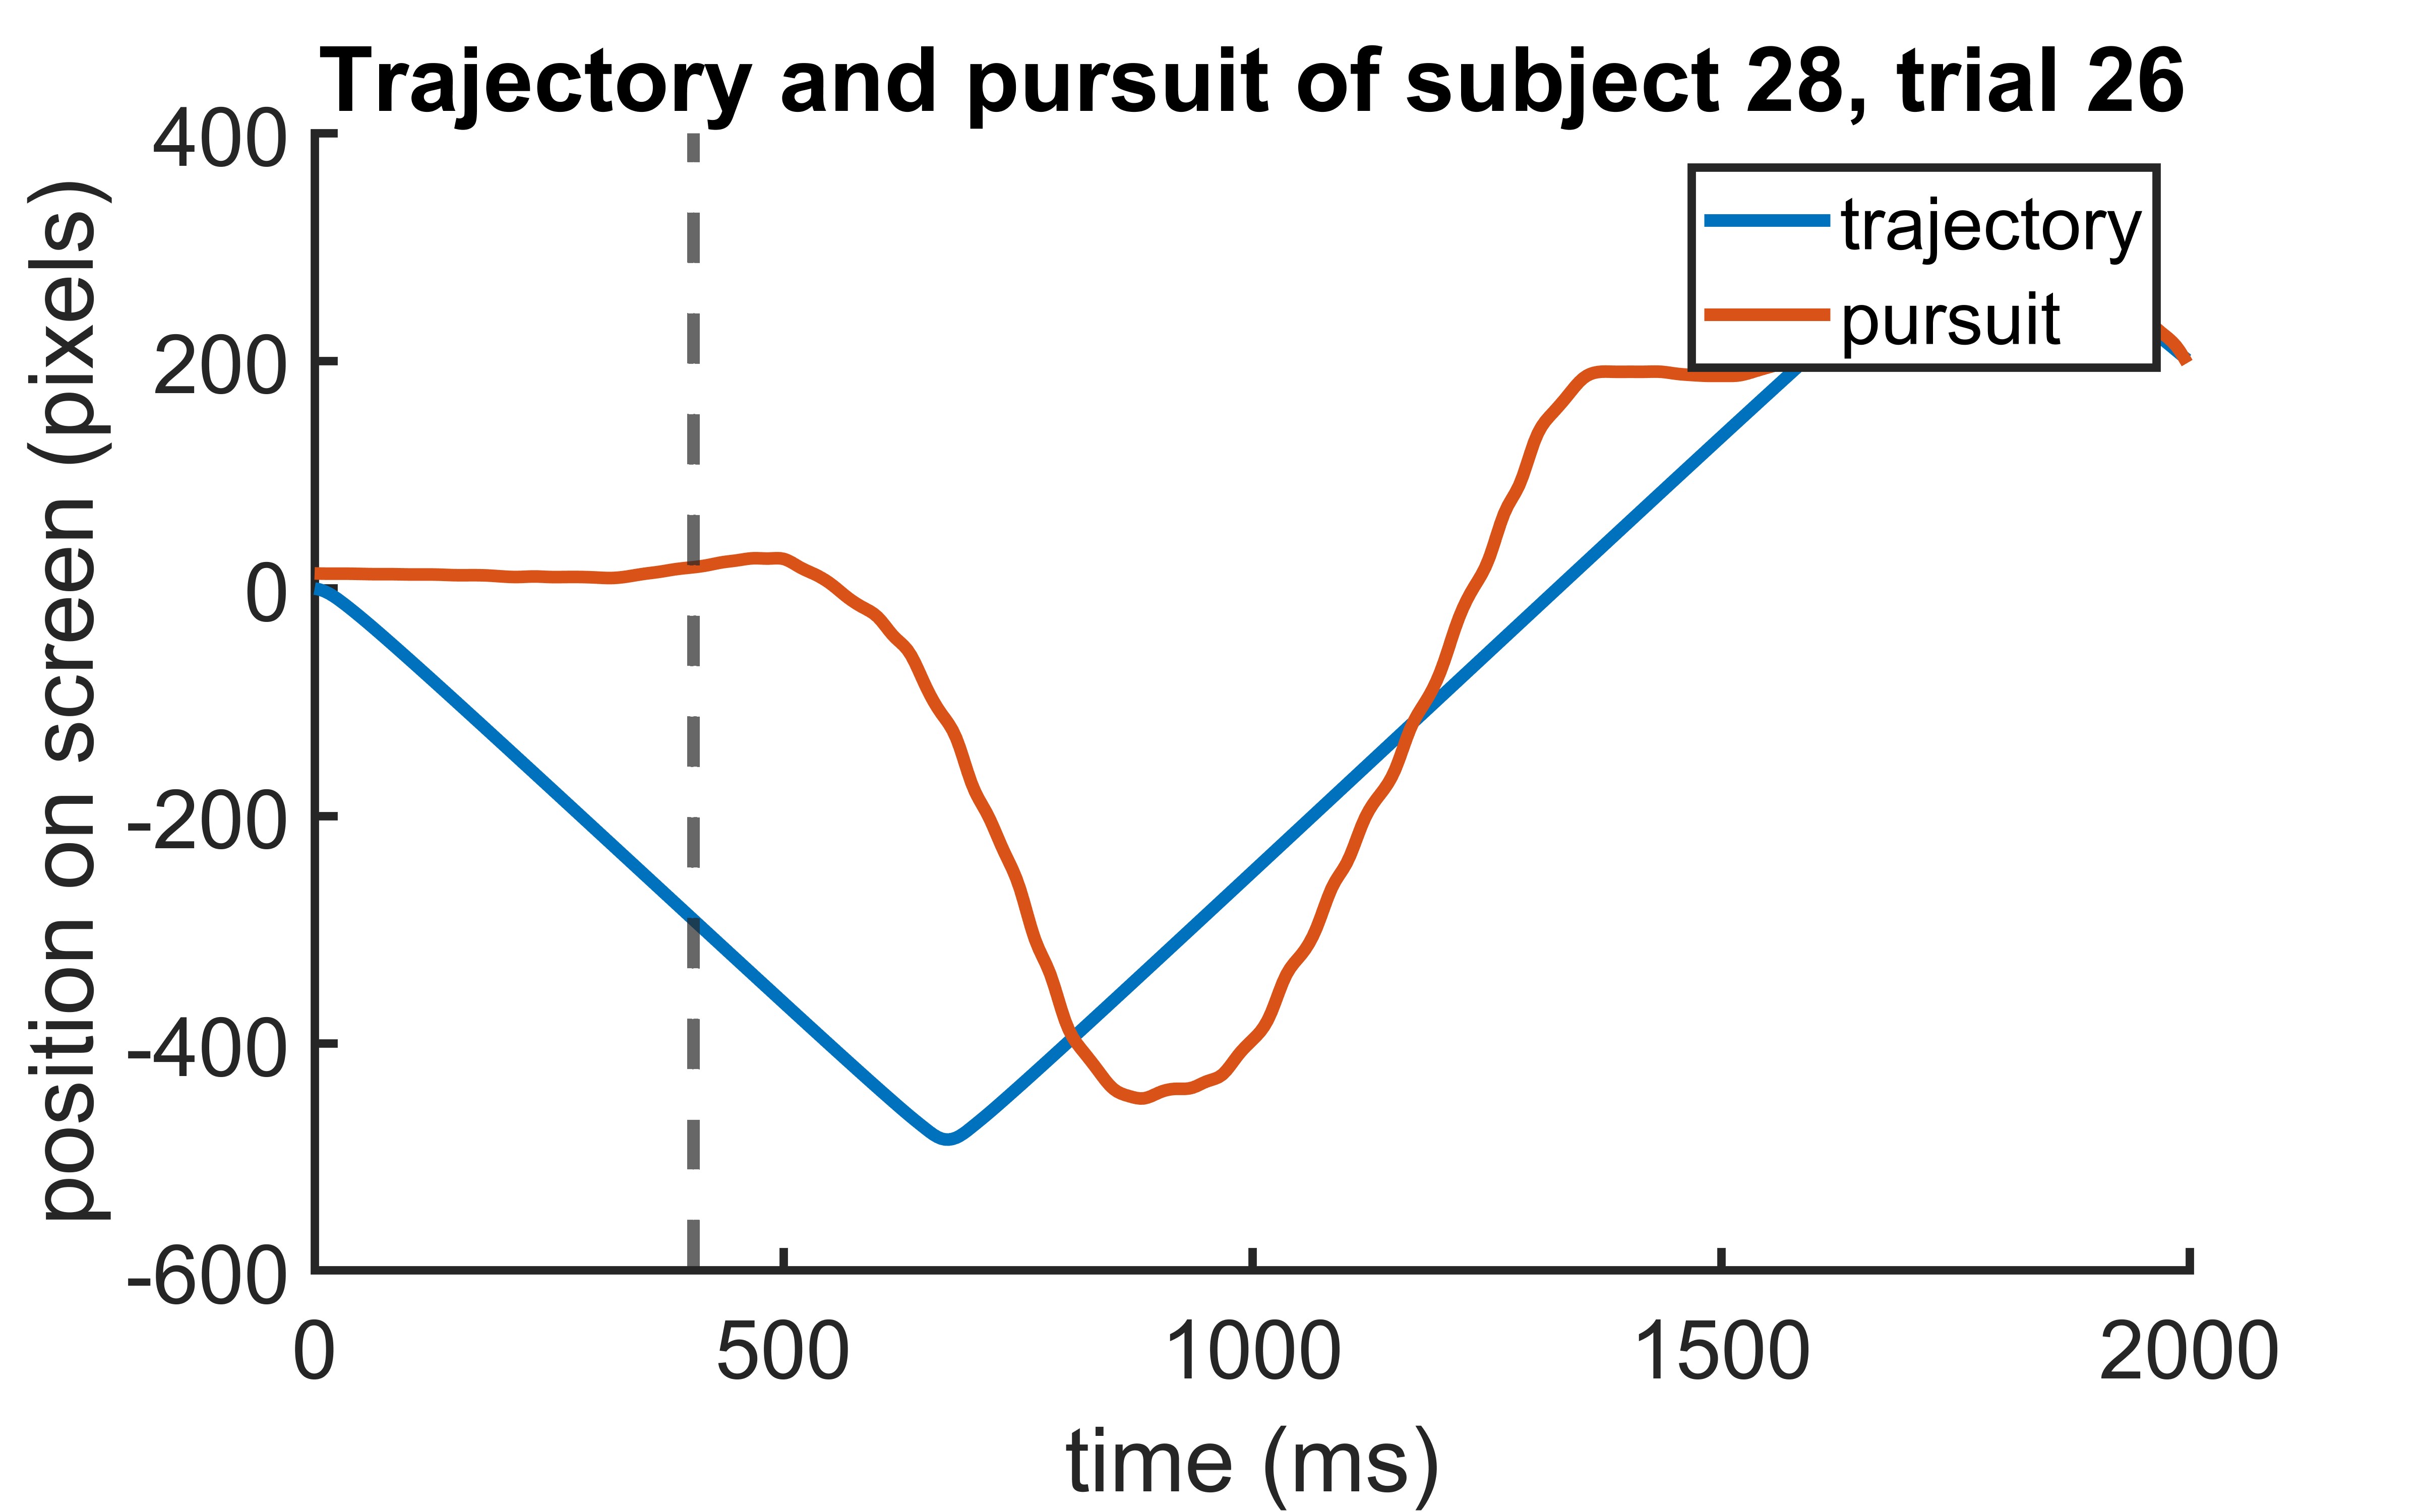 Trajectory and pursuit of subject 28, trial 26
400
200
0
-200
-400
-600
position on screen (pixels)
trajectory
pursuit
0 500 1000 1500 2000
time (ms)